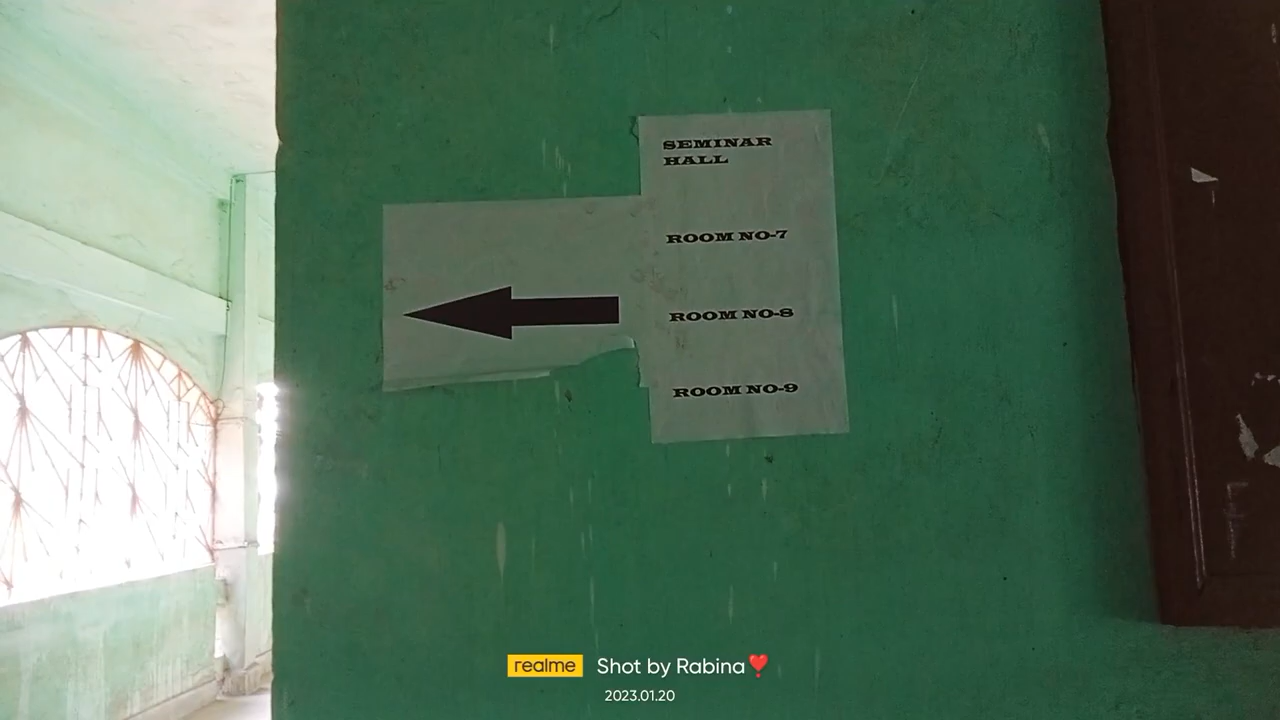 SEMINAR
HALL
ROOM NO-7
ROOM NO-8
ROOM NO-9
realme Shot by Rabina❤️
2023.01.20